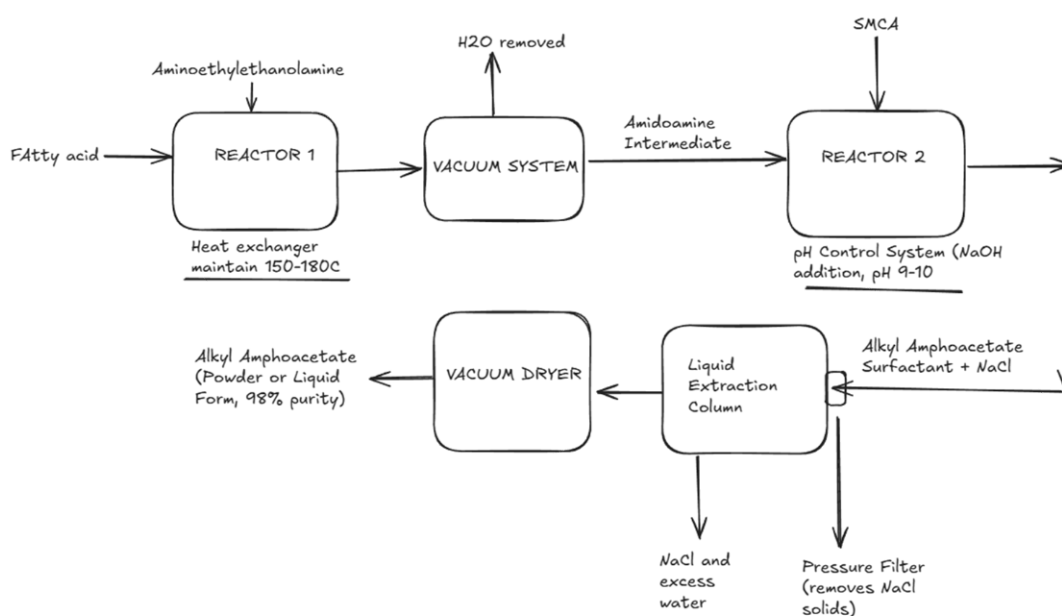 SMCA
H2O removed
Aminoethylethanolamine
FAtty acid
REACTOR 1
VACUUM SYSTEM
Amidoamine
Intermediate
REACTOR 2
Heat exchanger
maintain 150-180C
pH Control System (NaOH
addition, pH 9-10
Alkyl Amphoacetate
(Powder or Liquid
Form, 98% purity)
VACUUM DRYER
Liquid
Extraction
Column
Alkyl Amphoacetate
Surfactant + NaCl
NaCl and
excess
water
Pressure Filter
(removes NaCl
solids)